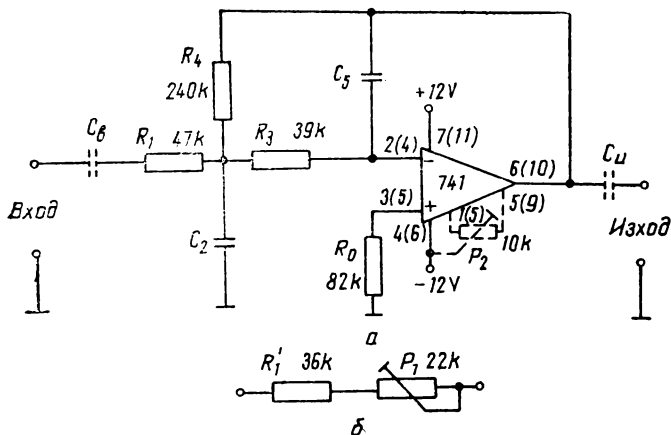 R4
240k
C5
+12V
Cв
R1
47k
R3
39k
2(4)
7(11)
−
741
6(10)
Cи
Вход
3(5)
+
1(5)
5(9)
Изход
4(6)
10k
P2
C2
R0
82k
−12V
а
R1'
36k
P1
22k
б